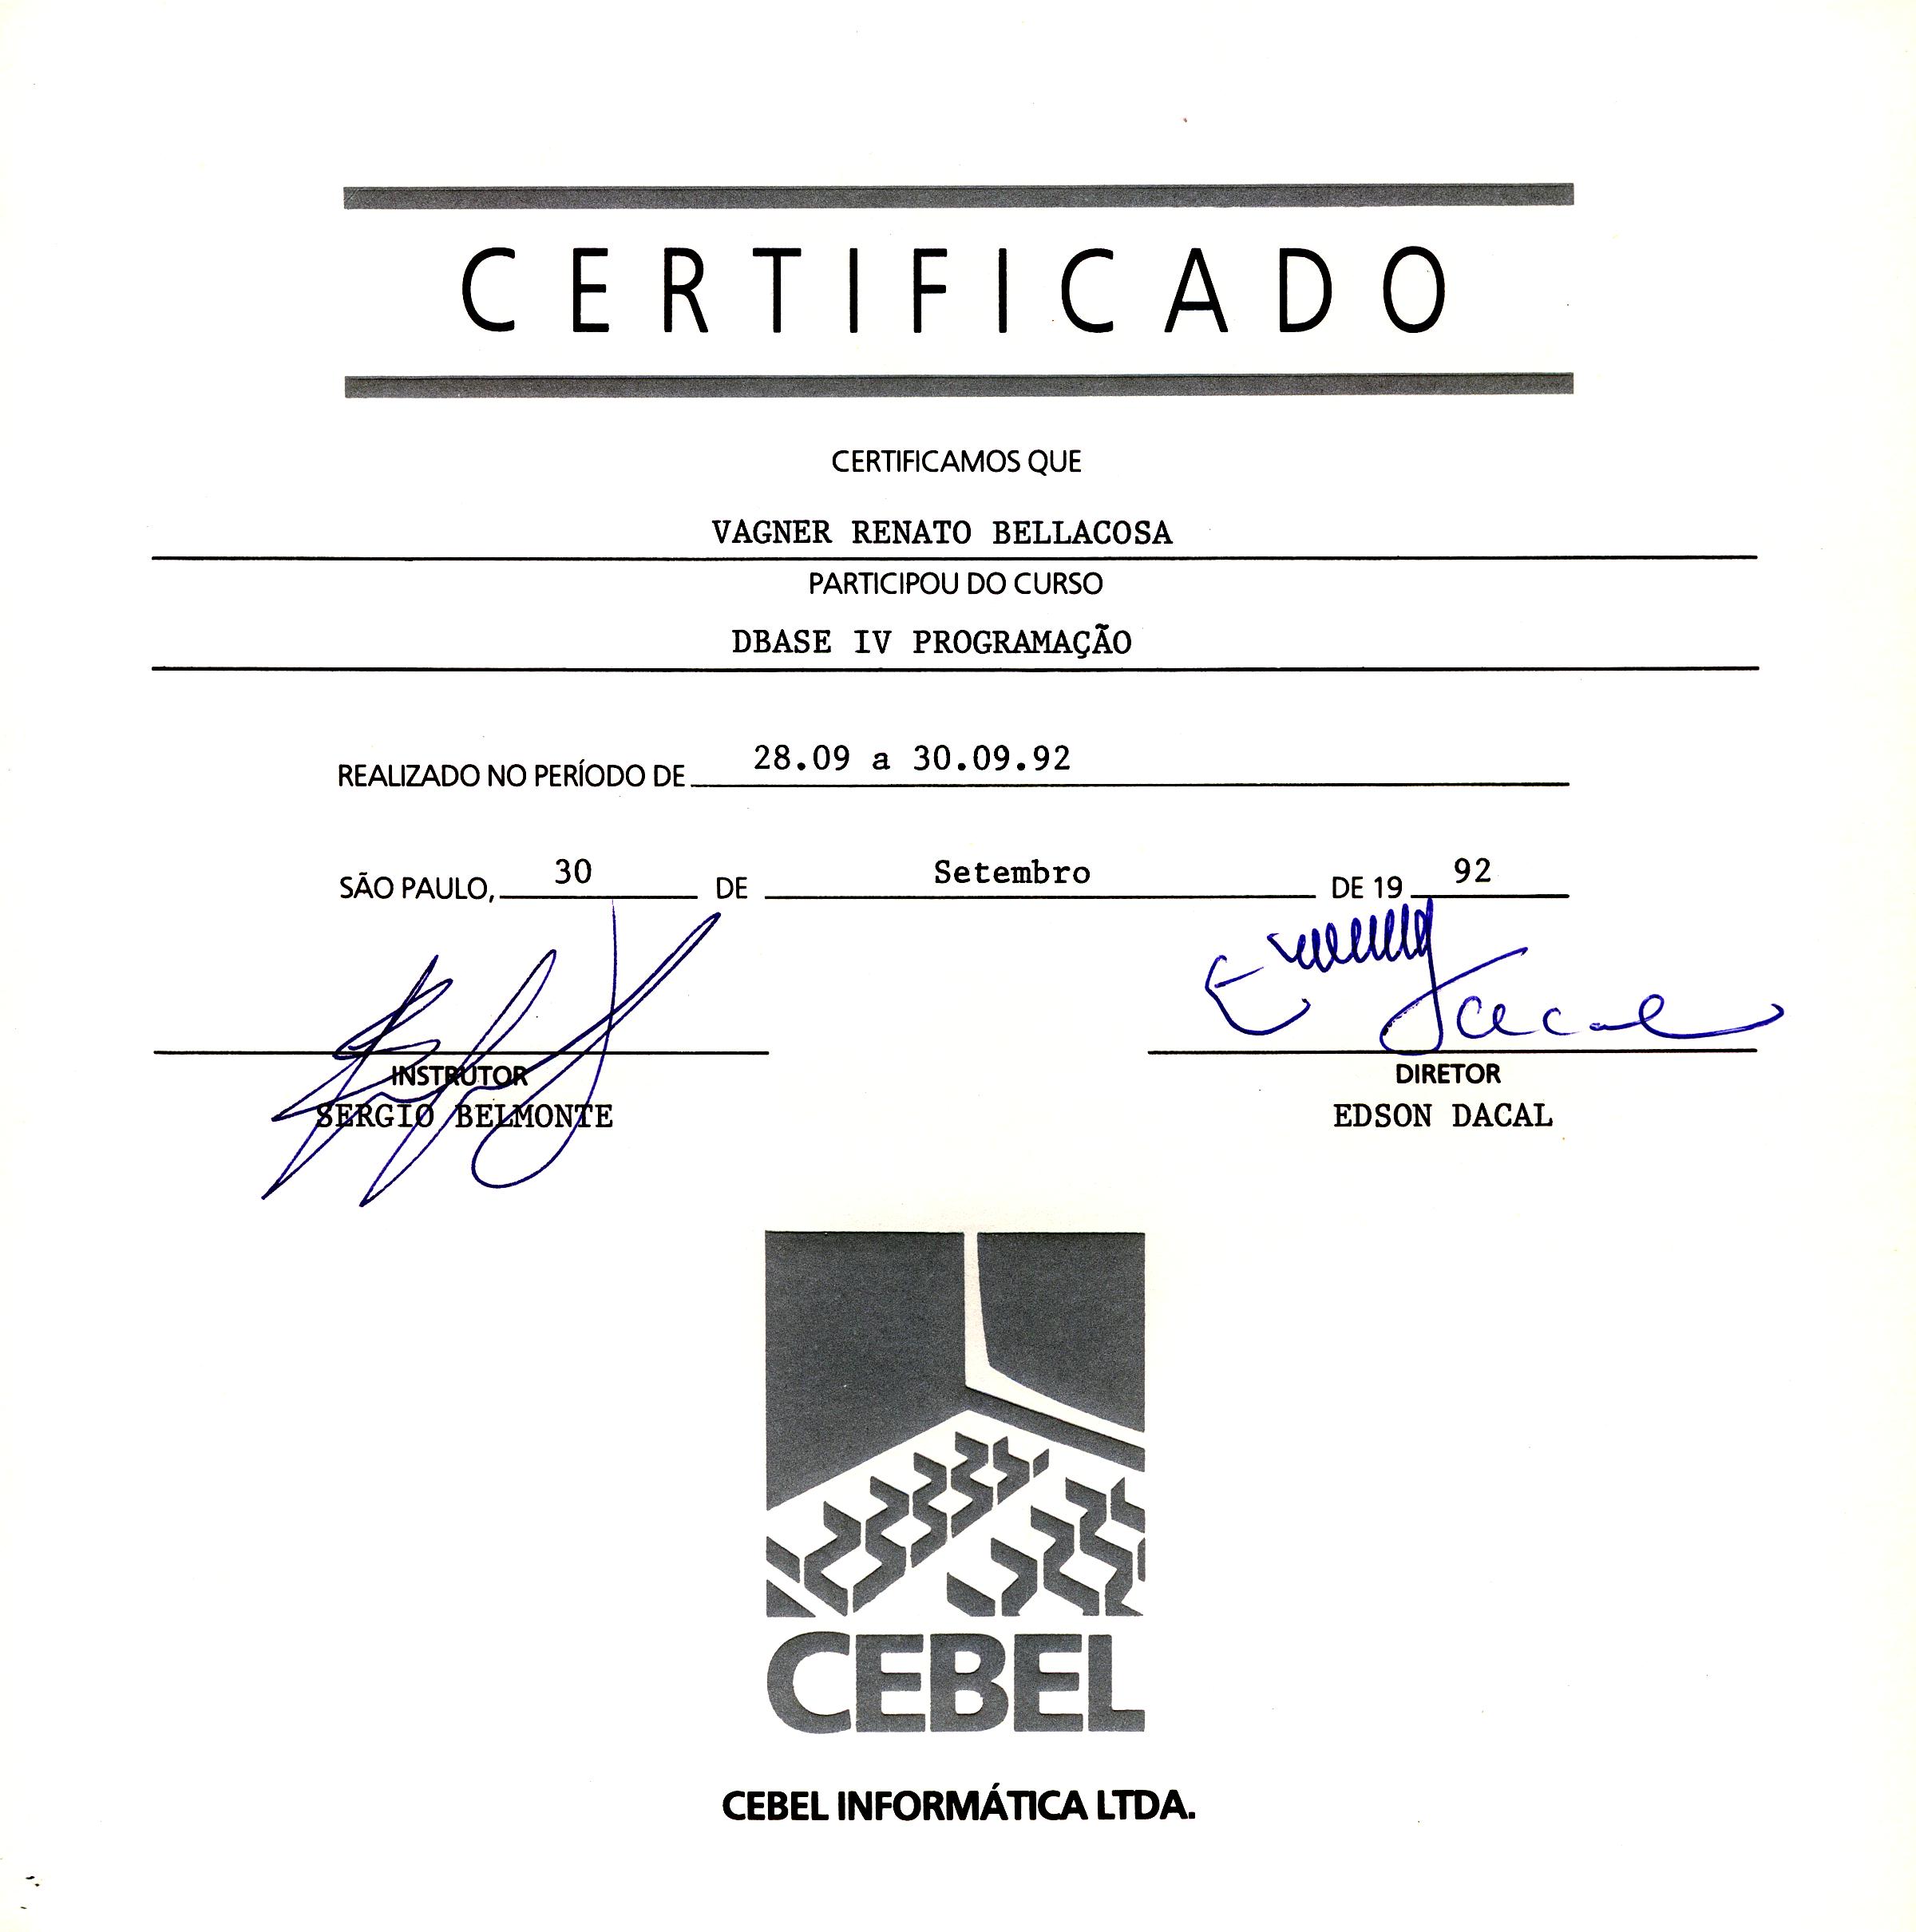 CERTIFICADO
CERTIFICAMOS QUE
VAGNER RENATO BELLACOSA
PARTICIPOU DO CURSO
DBASE IV PROGRAMAÇÃO
REALIZADO NO PERÍODO DE 28.09 a 30.09.92
SÃO PAULO, 30 DE Setembro DE 19 92
INSTRUTOR DIRETOR
SERGIO BELMONTE EDSON DACAL
CEBEL
CEBEL INFORMÁTICA LTDA.